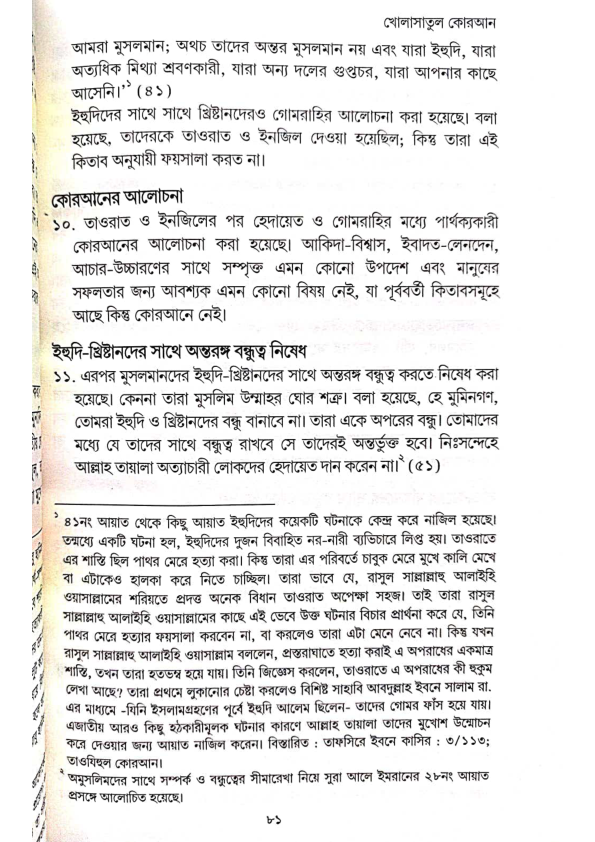 খোলাসাতুল কোরআন
আমরা মুসলমান; অথচ তাদের অন্তর মুসলমান নয় এবং যারা ইহুদি, যারা
অত্যধিক মিথ্যা শ্রবণকারী, যারা অন্য দলের গুপ্তচর, যারা আপনার কাছে
আসেনি।'১ (৪১)
ইহুদিদের সাথে সাথে খ্রিষ্টানদেরও গোমরাহির আলোচনা করা হয়েছে। বলা
হয়েছে, তাদেরকে তাওরাত ও ইনজিল দেওয়া হয়েছিল; কিন্তু তারা এই
কিতাব অনুযায়ী ফয়সালা করত না।
কোরআনের আলোচনা
১০. তাওরাত ও ইনজিলের পর হেদায়েত ও গোমরাহির মধ্যে পার্থক্যকারী
কোরআনের আলোচনা করা হয়েছে। আকিদা-বিশ্বাস, ইবাদত-লেনদেন,
আচার-উচ্চারণের সাথে সম্পৃক্ত এমন কোনো উপদেশ এবং মানুষের
সফলতার জন্য আবশ্যক এমন কোনো বিষয় নেই, যা পূর্ববর্তী কিতাবসমূহে
আছে কিন্তু কোরআনে নেই।
ইহুদি-খ্রিষ্টানদের সাথে অন্তরঙ্গ বন্ধুত্ব নিষেধ
১১. এরপর মুসলমানদের ইহুদি-খ্রিষ্টানদের সাথে অন্তরঙ্গ বন্ধুত্ব করতে নিষেধ করা
হয়েছে। কেননা তারা মুসলিম উম্মাহর ঘোর শত্রু। বলা হয়েছে, হে মুমিনগণ,
তোমরা ইহুদি ও খ্রিষ্টানদের বন্ধু বানাবে না। তারা একে অপরের বন্ধু। তোমাদের
মধ্যে যে তাদের সাথে বন্ধুত্ব রাখবে সে তাদেরই অন্তর্ভুক্ত হবে। নিঃসন্দেহে
আল্লাহ তায়ালা অত্যাচারী লোকদের হেদায়েত দান করেন না।২ (৫১)
১ ৪১নং আয়াত থেকে কিছু আয়াত ইহুদিদের কয়েকটি ঘটনাকে কেন্দ্র করে নাজিল হয়েছে।
তন্মধ্যে একটি ঘটনা হল, ইহুদিদের দুজন বিবাহিত নর-নারী ব্যভিচারে লিপ্ত হয়। তাওরাতে
এর শাস্তি ছিল পাথর মেরে হত্যা করা। কিন্তু তারা এর পরিবর্তে চাবুক মেরে মুখে কালি মেখে
বা এটাকেও হালকা করে নিতে চাচ্ছিল। তারা ভাবে যে, রাসুল সাল্লাল্লাহু আলাইহি
ওয়াসাল্লামের শরিয়তে প্রদত্ত অনেক বিধান তাওরাত অপেক্ষা সহজ। তাই তারা রাসুল
সাল্লাল্লাহু আলাইহি ওয়াসাল্লামের কাছে এই ভেবে উক্ত ঘটনার বিচার প্রার্থনা করে যে, তিনি
পাথর মেরে হত্যার ফয়সালা করবেন না, বা করলেও তারা এটা মেনে নেবে না। কিন্তু যখন
রাসুল সাল্লাল্লাহু আলাইহি ওয়াসাল্লাম বললেন, প্রস্তরাঘাতে হত্যা করাই এ অপরাধের একমাত্র
শাস্তি, তখন তারা হতভম্ব হয়ে যায়। তিনি জিজ্ঞেস করলেন, তাওরাতে এ অপরাধের কী হুকুম
লেখা আছে? তারা প্রথমে লুকানোর চেষ্টা করলেও বিশিষ্ট সাহাবি আবদুল্লাহ ইবনে সালাম রা.
এর মাধ্যমে -যিনি ইসলামগ্রহণের পূর্বে ইহুদি আলেম ছিলেন- তাদের গোমর ফাঁস হয়ে যায়।
এজাতীয় আরও কিছু হঠকারীমূলক ঘটনার কারণে আল্লাহ তায়ালা তাদের মুখোশ উন্মোচন
করে দেওয়ার জন্য আয়াত নাজিল করেন। বিস্তারিত : তাফসিরে ইবনে কাসির : ৩/১১৩;
তাওযিহুল কোরআন।
২ অমুসলিমদের সাথে সম্পর্ক ও বন্ধুত্বের সীমারেখা নিয়ে সুরা আলে ইমরানের ২৮নং আয়াত
প্রসঙ্গে আলোচিত হয়েছে।
৮১